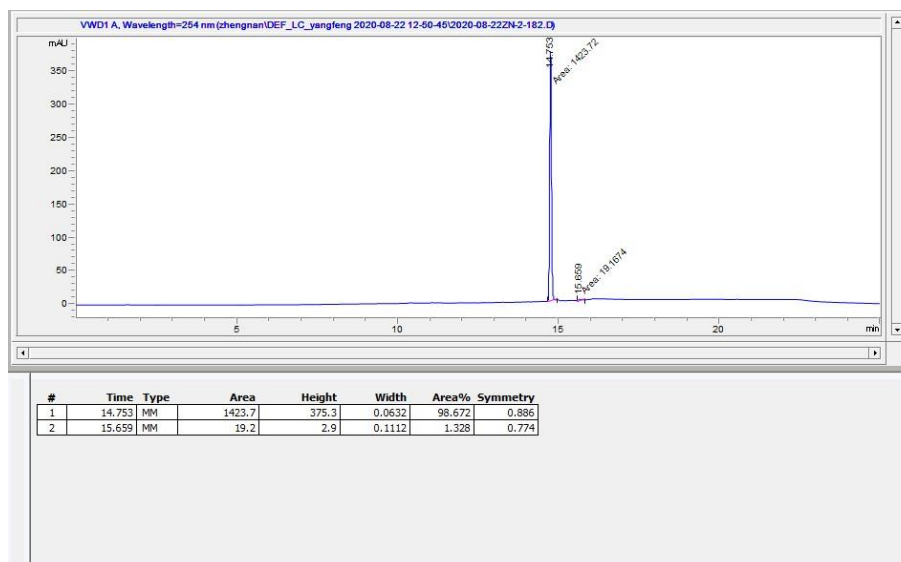 VWD1 A, Wavelength=254 nm (zhengnan\DEF_LC_yangfeng 2020-08-22 12-50-45\2020-08-22ZN-2-182.D)
mAU
350
300
250
200
150
100
50
0
14.753
Area: 1423.72
15.659
Area: 19.1674
5 10 15 20 min
# Time Type Area Height Width Area% Symmetry
1 14.753 MM 1423.7 375.3 0.0632 98.672 0.886
2 15.659 MM 19.2 2.9 0.1112 1.328 0.774